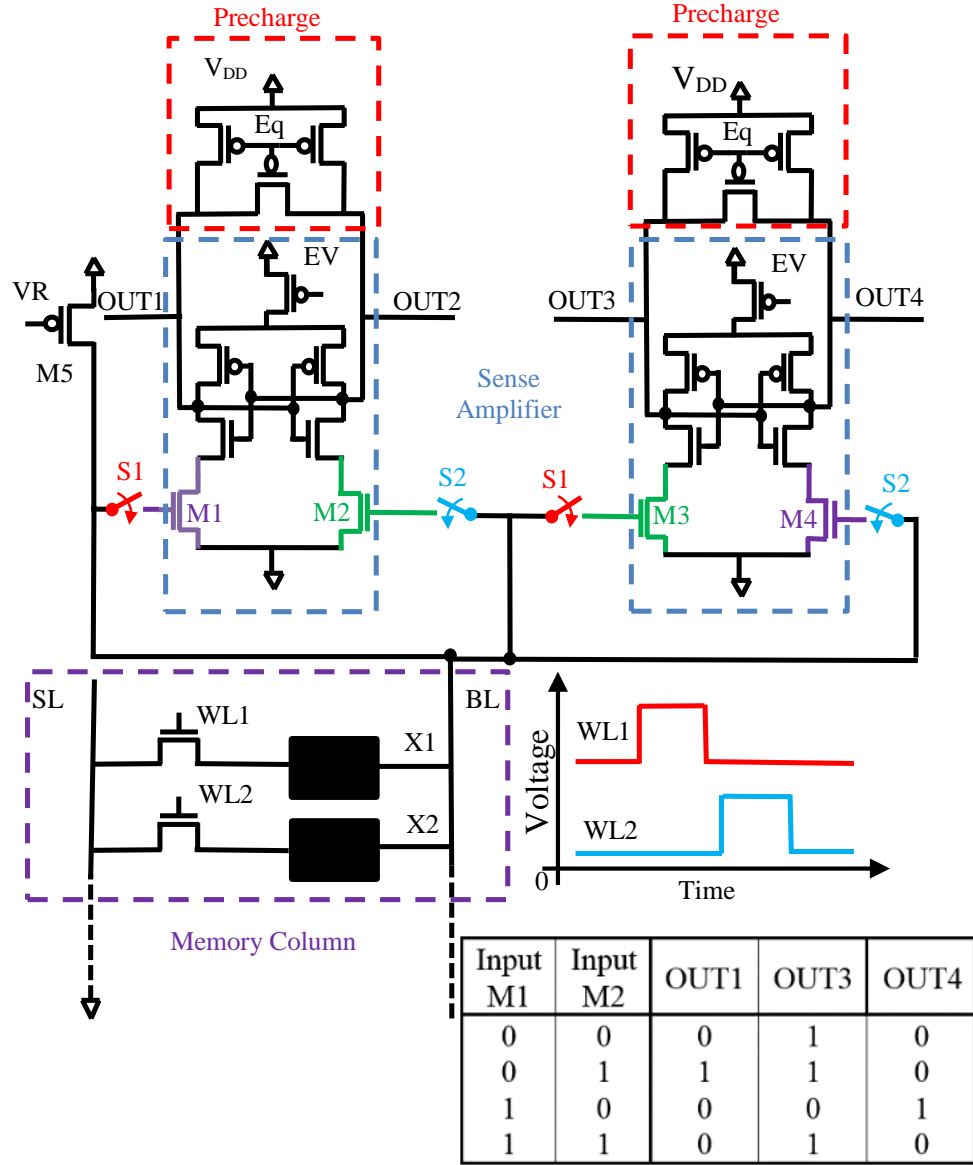 Precharge
Precharge
VDD
VDD
Eq
Eq
EV
EV
VR
OUT1
OUT2
OUT3
OUT4
M5
Sense
Amplifier
S1
S2
S1
S2
M1
M2
M3
M4
SL
BL
WL1
X1
WL2
X2
Memory Column
Voltage
WL1
WL2
0
Time
Input M1 Input M2 OUT1 OUT3 OUT4
0 0 0 1 0
0 1 1 1 0
1 0 0 0 1
1 1 0 1 0